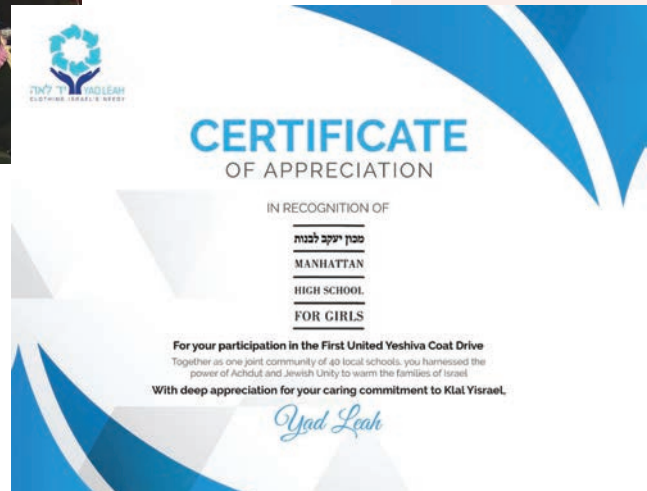 יד לאה YAD LEAH
CLOTHING ISRAEL'S NEEDY
CERTIFICATE
OF APPRECIATION
IN RECOGNITION OF
מכון יעקב לבנות
MANHATTAN
HIGH SCHOOL
FOR GIRLS
For your participation in the First United Yeshiva Coat Drive
Together as one joint community of 40 local schools, you harnessed the
power of Achdut and Jewish Unity to warm the families of Israel
With deep appreciation for your caring commitment to Klal Yisrael,
Yad Leah